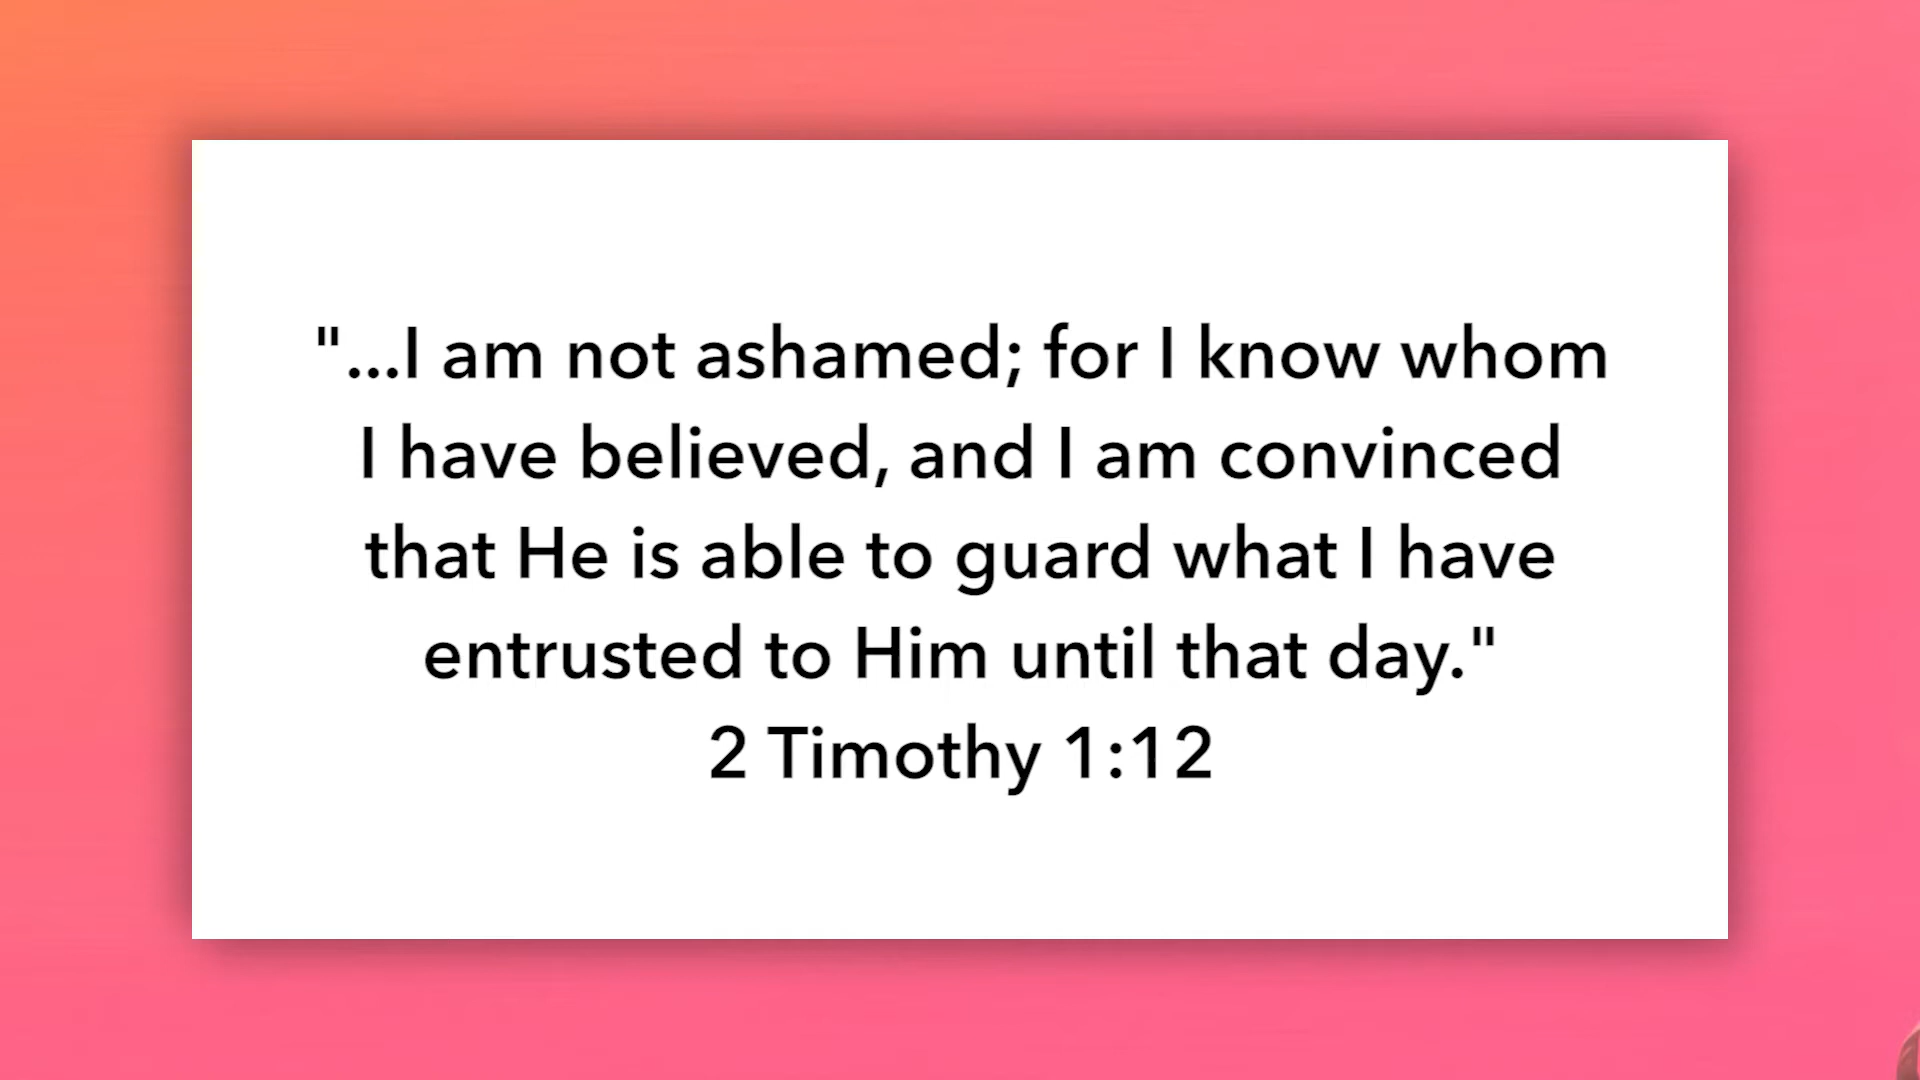 "...I am not ashamed; for I know whom
I have believed, and I am convinced
that He is able to guard what I have
entrusted to Him until that day."
2 Timothy 1:12